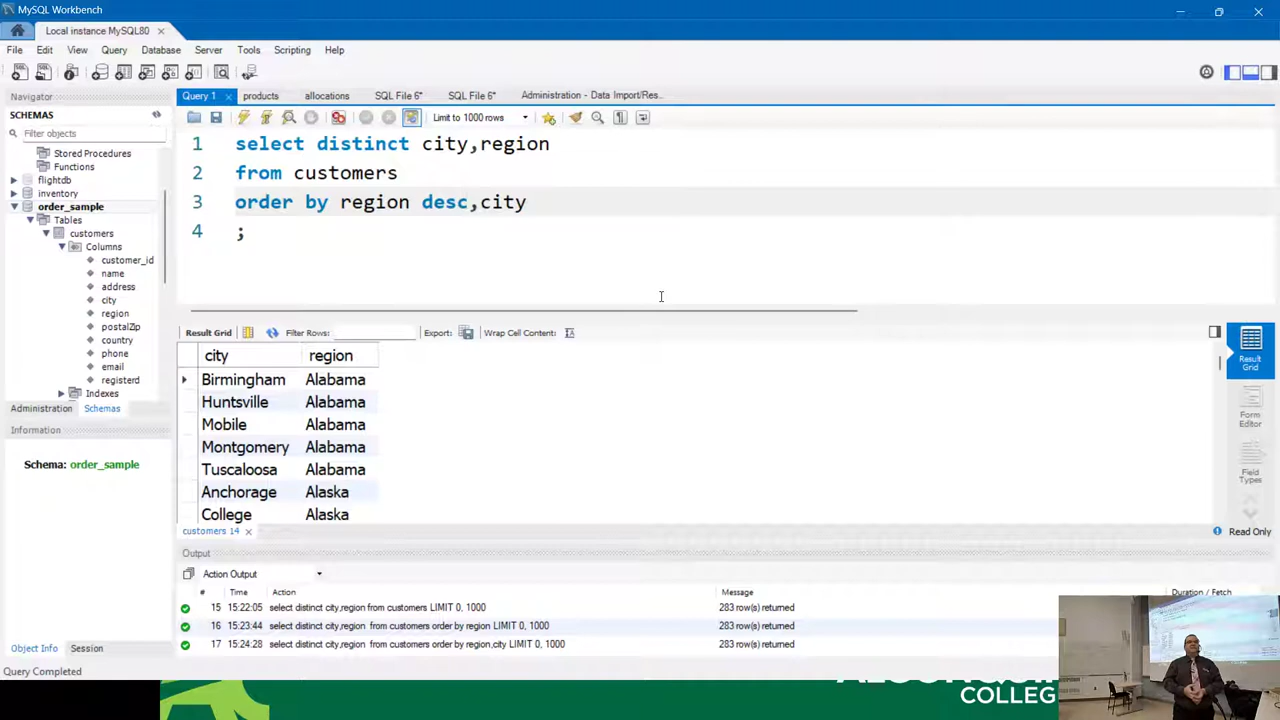 MySQL Workbench
Local instance MySQL80
File Edit View Query Database Server Tools Scripting Help
Navigator
SCHEMAS
Filter objects
Stored Procedures
Functions
flightdb
inventory
order_sample
Tables
customers
Columns
customer_id
name
address
city
region
postalZip
country
phone
email
registerd
Indexes
Administration Schemas
Information
Schema: order_sample
Object Info Session
Query Completed
Query 1 products allocations SQL File 6* SQL File 6* Administration - Data Import/Res...
Limit to 1000 rows
1 select distinct city,region
2 from customers
3 order by region desc,city
4 ;
Result Grid Filter Rows: Export: Wrap Cell Content:
city region
Birmingham Alabama
Huntsville Alabama
Mobile Alabama
Montgomery Alabama
Tuscaloosa Alabama
Anchorage Alaska
College Alaska
Result Grid
Form Editor
Field Types
customers 14
Read Only
Output
Action Output
# Time Action Message Duration / Fetch
15 15:22:05 select distinct city,region from customers LIMIT 0, 1000 283 row(s) returned
16 15:23:44 select distinct city,region from customers order by region LIMIT 0, 1000 283 row(s) returned
17 15:24:28 select distinct city,region from customers order by region,city LIMIT 0, 1000 283 row(s) returned